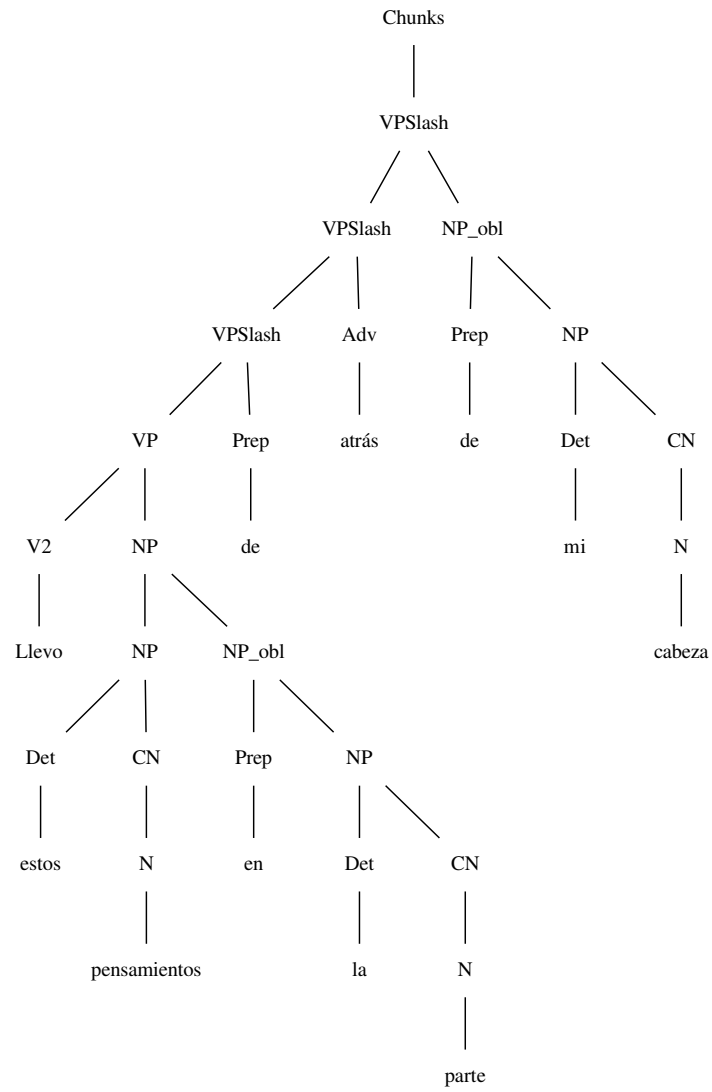 Chunks
VPSlash
VPSlash NP_obl
VPSlash Adv Prep NP
VP Prep atrás de Det CN
V2 NP de mi N
Llevo NP NP_obl cabeza
Det CN Prep NP
estos N en Det CN
pensamientos la N
parte